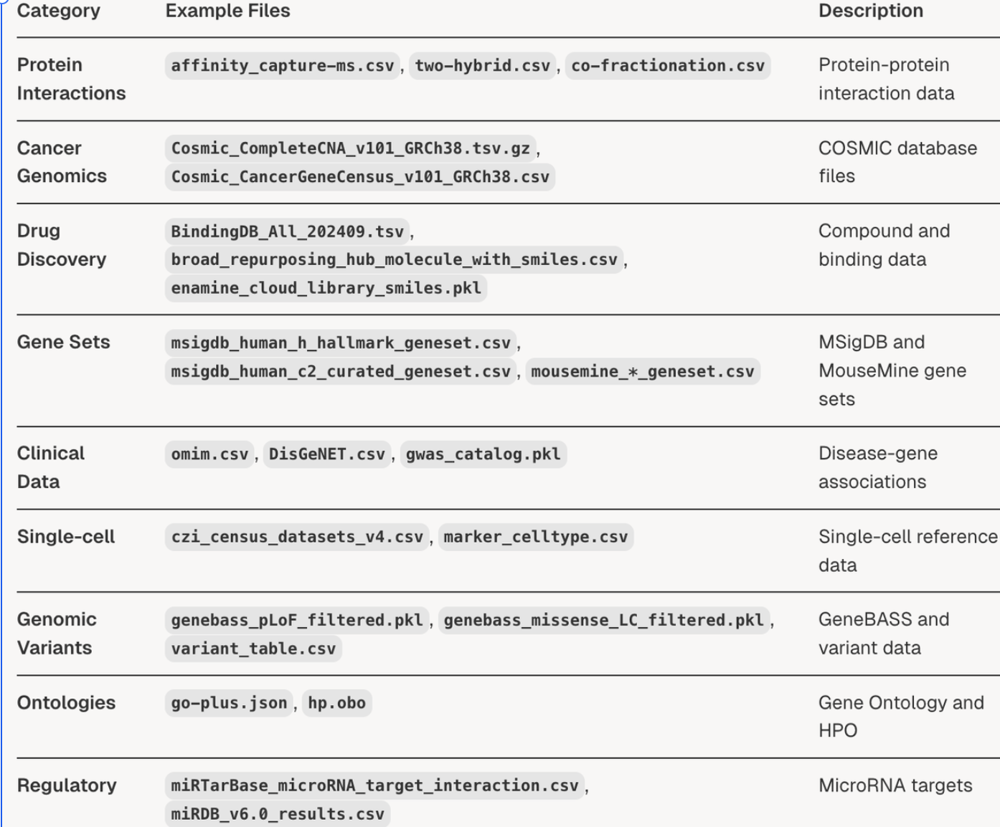 Category Example Files Description
Protein affinity_capture-ms.csv, two-hybrid.csv, co-fractionation.csv Protein-protein
Interactions interaction data
Cancer Cosmic_CompleteCNA_v101_GRCh38.tsv.gz, COSMIC database
Genomics Cosmic_CancerGeneCensus_v101_GRCh38.csv files
Drug BindingDB_All_202409.tsv, Compound and
Discovery broad_repurposing_hub_molecule_with_smiles.csv, binding data
enamine_cloud_library_smiles.pkl
Gene Sets msigdb_human_h_hallmark_geneset.csv, MSigDB and
msigdb_human_c2_curated_geneset.csv, mousemine_*_geneset.csv MouseMine gene
sets
Clinical omim.csv, DisGeNET.csv, gwas_catalog.pkl Disease-gene
Data associations
Single-cell czi_census_datasets_v4.csv, marker_celltype.csv Single-cell reference
data
Genomic genebass_pLoF_filtered.pkl, genebass_missense_LC_filtered.pkl, GeneBASS and
Variants variant_table.csv variant data
Ontologies go-plus.json, hp.obo Gene Ontology and
HPO
Regulatory miRTarBase_microRNA_target_interaction.csv, MicroRNA targets
miRDB_v6.0_results.csv